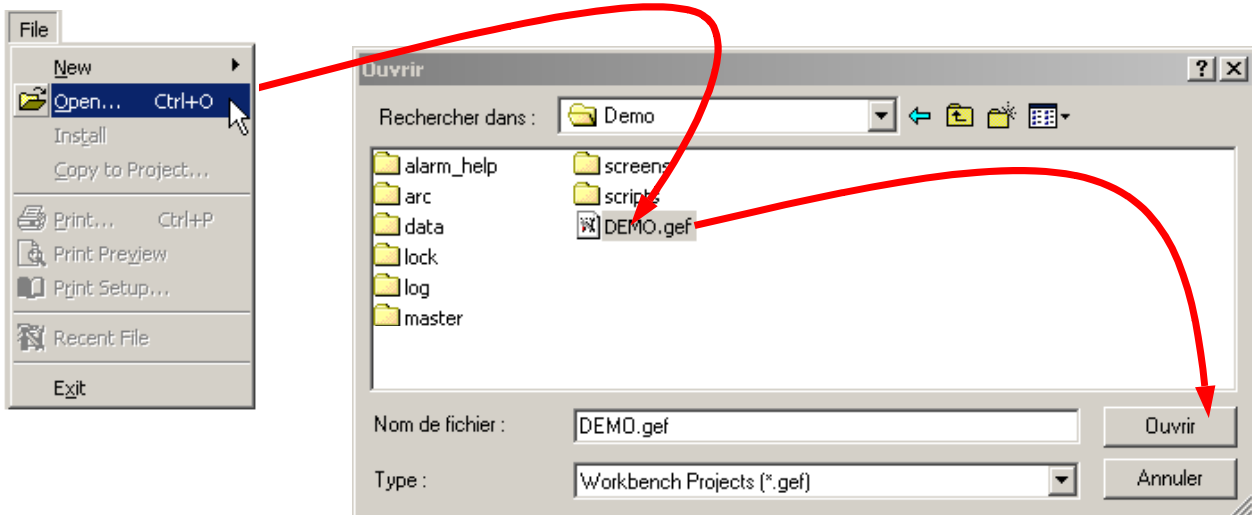 File
New
Open... Ctrl+O
Install
Copy to Project...
Print... Ctrl+P
Print Preview
Print Setup...
Recent File
Exit
Ouvrir
Rechercher dans :
Demo
alarm_help
arc
data
lock
log
master
screens
scripts
DEMO.gef
Nom de fichier :
DEMO.gef
Ouvrir
Type :
Workbench Projects (*.gef)
Annuler